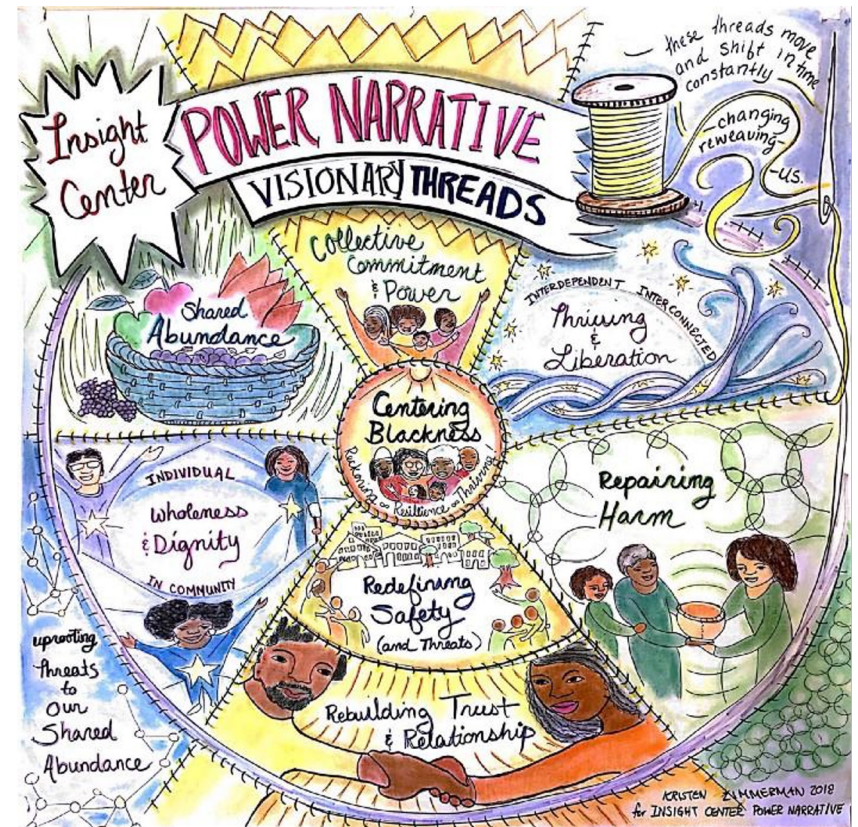 Insight
Center
POWER NARRATIVE
VISIONARY THREADS
these threads move
and shift in time
constantly
changing
reweaving
us.
Collective
Commitment
& Power
Shared
Abundance
INTERDEPENDENT INTERCONNECTED
Thriving
&
Liberation
Centering
Blackness
Reckoning ∞ Resilience ∞ Thriving
INDIVIDUAL
Wholeness
& Dignity
IN COMMUNITY
Repairing
Harm
Redefining
Safety
(and Threats)
uprooting
Threats
to
Our
Shared
Abundance
Rebuilding Trust
& Relationship
KRISTEN ZIMMERMAN 2018
for INSIGHT CENTER POWER NARRATIVE